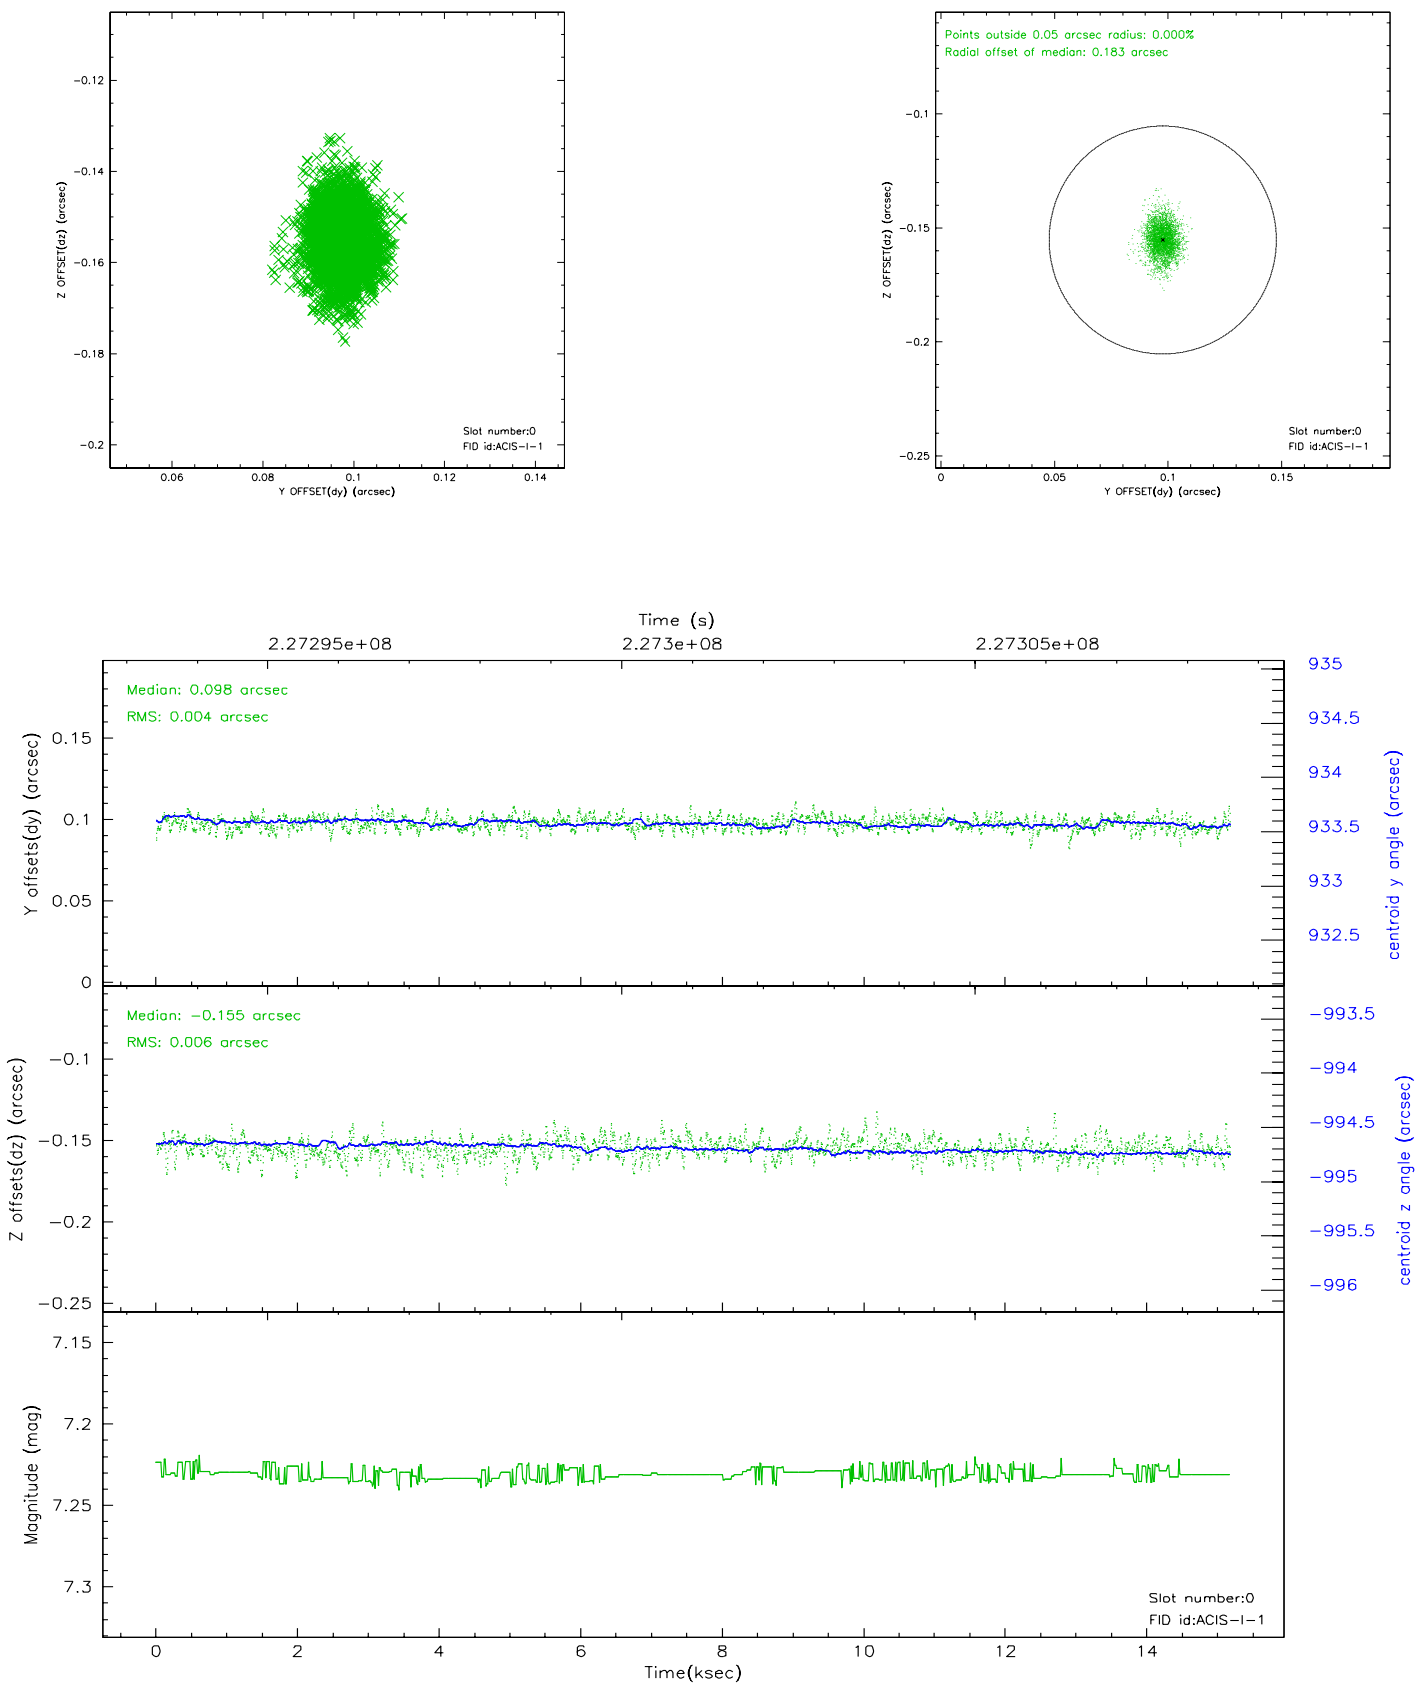 -0.12
-0.14
-0.16
-0.18
-0.2
Z OFFSET(dz) (arcsec)
Slot number:0
FID id:ACIS-I-1
0.06 0.08 0.1 0.12 0.14
Y OFFSET(dy) (arcsec)
Points outside 0.05 arcsec radius: 0.000%
Radial offset of median: 0.183 arcsec
-0.1
-0.15
-0.2
-0.25
Z OFFSET(dz) (arcsec)
Slot number:0
FID id:ACIS-I-1
0 0.05 0.1 0.15
Y OFFSET(dy) (arcsec)
Time (s)
2.27295e+08 2.273e+08 2.27305e+08
Median: 0.098 arcsec
RMS: 0.004 arcsec
0.15
0.1
0.05
0
Y offsets(dy) (arcsec)
935
934.5
934
933.5
933
932.5
centroid y angle (arcsec)
Median: -0.155 arcsec
RMS: 0.006 arcsec
-0.1
-0.15
-0.2
-0.25
Z offsets(dz) (arcsec)
-993.5
-994
-994.5
-995
-995.5
-996
centroid z angle (arcsec)
7.15
7.2
7.25
7.3
Magnitude (mag)
Slot number:0
FID id:ACIS-I-1
0 2 4 6 8 10 12 14
Time(ksec)